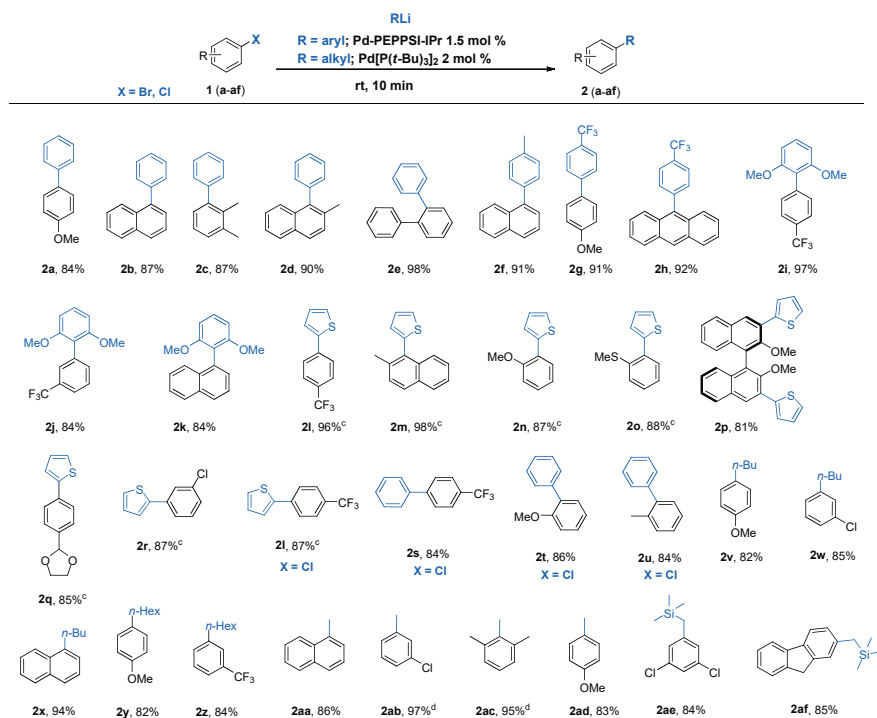 RLi
R = aryl; Pd-PEPPSI-IPr 1.5 mol %
R = alkyl; Pd[P(t-Bu)3]2 2 mol %
rt, 10 min
X
R
R
R
X = Br, Cl
1 (a-af)
2 (a-af)
OMe
CF3
OMe
CF3
MeO
OMe
CF3
2a, 84%
2b, 87%
2c, 87%
2d, 90%
2e, 98%
2f, 91%
2g, 91%
2h, 92%
2i, 97%
MeO
OMe
F3C
MeO
OMe
S
CF3
S
S
MeO
S
MeS
S
OMe
OMe
S
2j, 84%
2k, 84%
2l, 96%c
2m, 98%c
2n, 87%c
2o, 88%c
2p, 81%
S
O
O
S
Cl
S
CF3
CF3
MeO
n-Bu
OMe
n-Bu
Cl
2q, 85%c
2r, 87%c
2l, 87%c
X = Cl
2s, 84%
X = Cl
2t, 86%
X = Cl
2u, 84%
X = Cl
2v, 82%
2w, 85%
n-Bu
n-Hex
OMe
n-Hex
CF3
Cl
OMe
Si
Cl
Cl
Si
2x, 94%
2y, 82%
2z, 84%
2aa, 86%
2ab, 97%d
2ac, 95%d
2ad, 83%
2ae, 84%
2af, 85%